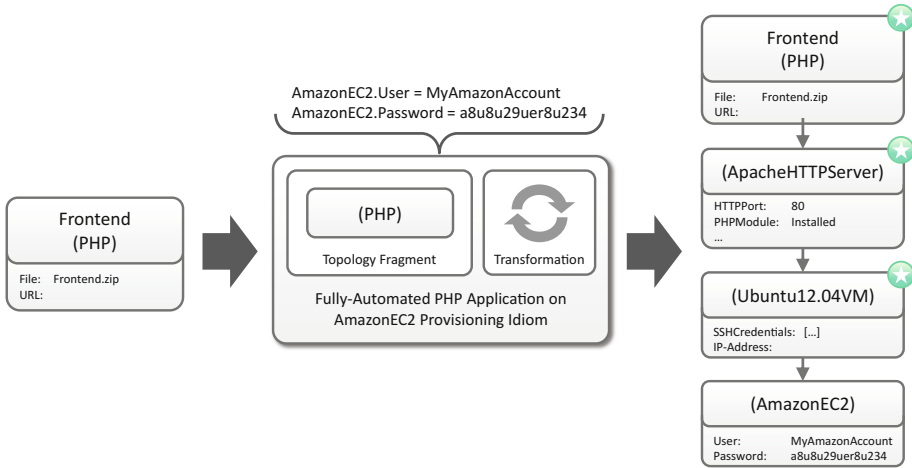 Frontend
(PHP)
File: Frontend.zip
URL:
AmazonEC2.User = MyAmazonAccount
AmazonEC2.Password = a8u8u29uer8u234
(PHP)
Topology Fragment
Transformation
Fully-Automated PHP Application on
AmazonEC2 Provisioning Idiom
Frontend
(PHP)
File: Frontend.zip
URL:
(ApacheHTTPServer)
HTTPPort: 80
PHPModule: Installed
...
(Ubuntu12.04VM)
SSHCredentials: [...]
IP-Address:
(AmazonEC2)
User: MyAmazonAccount
Password: a8u8u29uer8u234